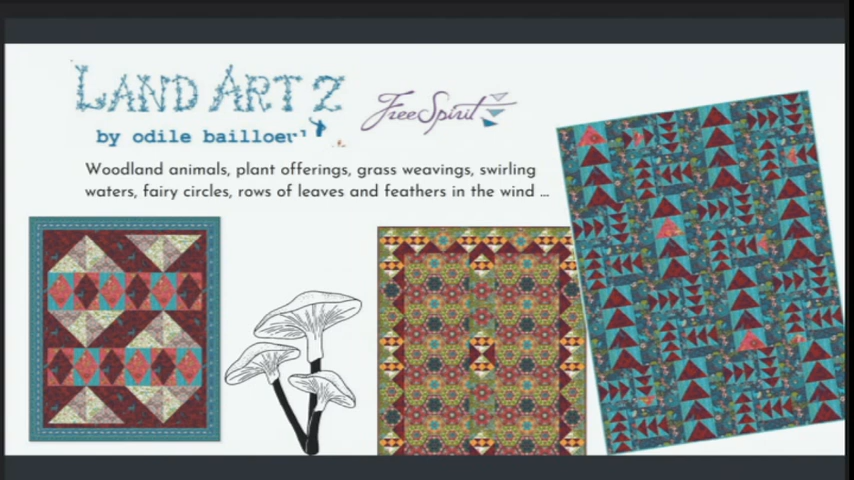 LAND ART 2
by odile bailloeul
FreeSpirit
Woodland animals, plant offerings, grass weavings, swirling
waters, fairy circles, rows of leaves and feathers in the wind ...